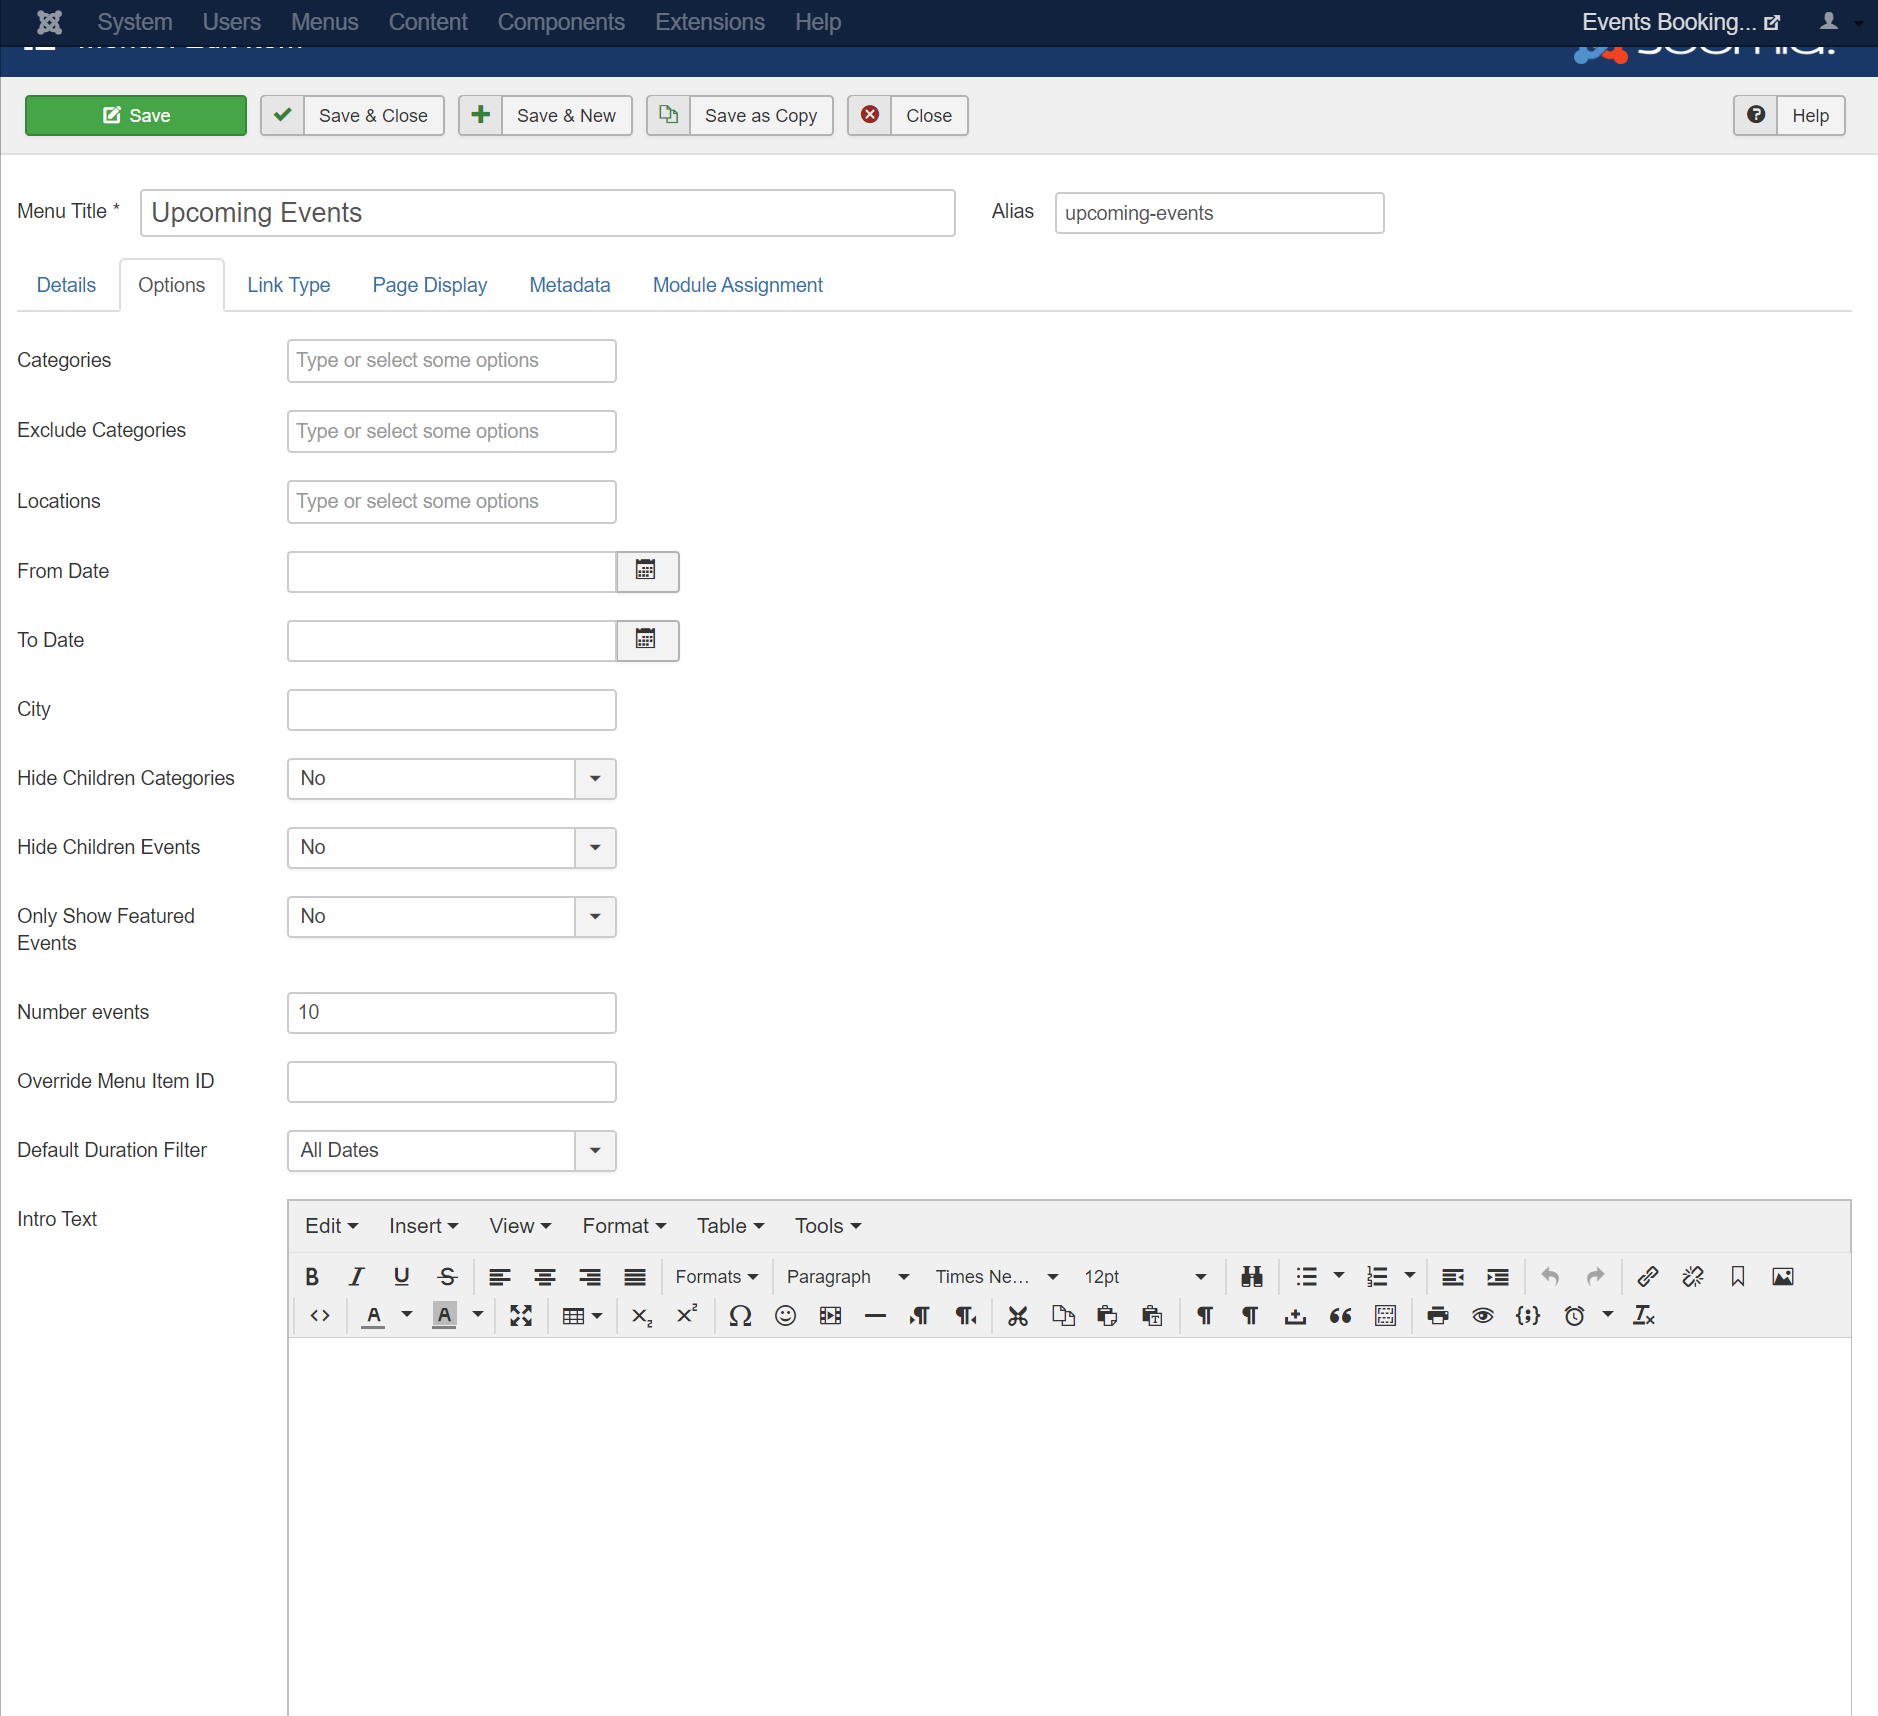 System Users Menus Content Components Extensions Help Events Booking...
Save Save & Close Save & New Save as Copy Close Help
Menu Title * Upcoming Events Alias upcoming-events
Details Options Link Type Page Display Metadata Module Assignment
Categories Type or select some options
Exclude Categories Type or select some options
Locations Type or select some options
From Date
To Date
City
Hide Children Categories No
Hide Children Events No
Only Show Featured No
Events
Number events 10
Override Menu Item ID
Default Duration Filter All Dates
Intro Text Edit Insert View Format Table Tools
Formats Paragraph Times Ne... 12pt